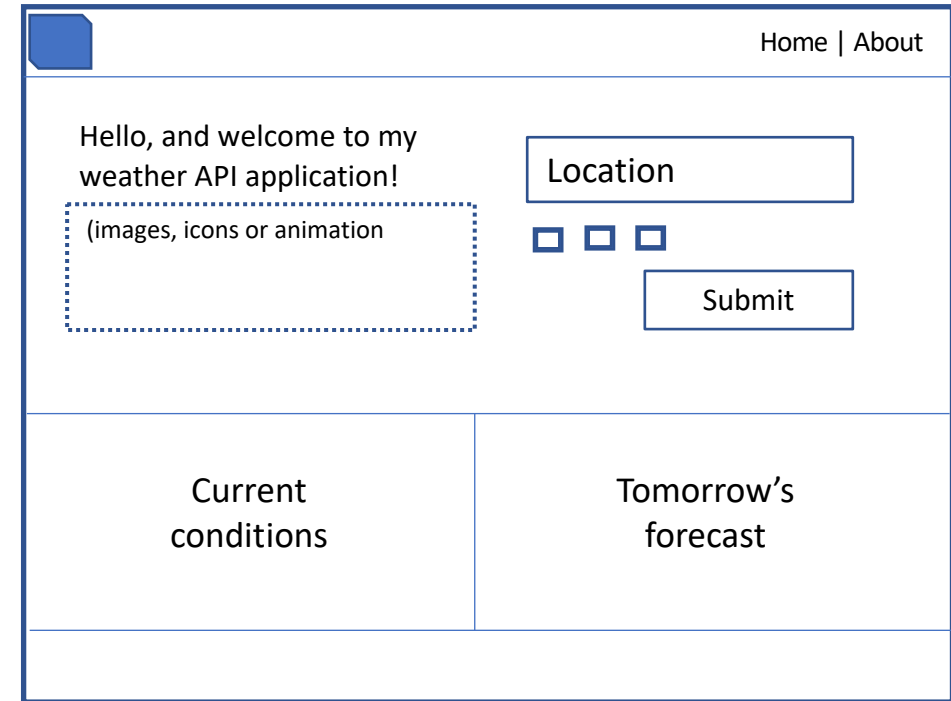 Home | About
Hello, and welcome to my
weather API application!
(images, icons or animation
Location
Submit
Current
conditions
Tomorrow’s
forecast